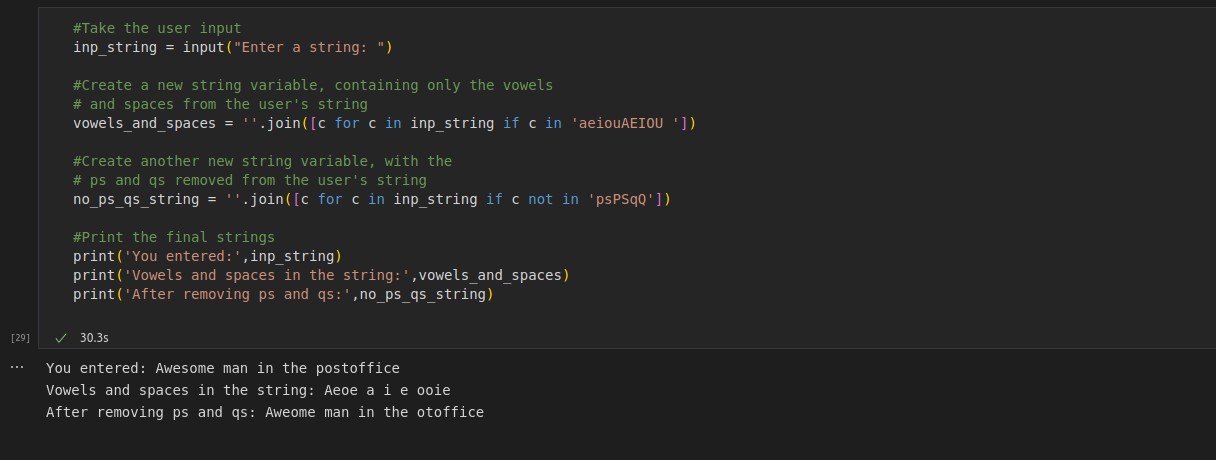 #Take the user input
inp_string = input("Enter a string: ")
#Create a new string variable, containing only the vowels
# and spaces from the user's string
vowels_and_spaces = ''.join([c for c in inp_string if c in 'aeiouAEIOU '])
#Create another new string variable, with the
# ps and qs removed from the user's string
no_ps_qs_string = ''.join([c for c in inp_string if c not in 'psPSqQ'])
#Print the final strings
print('You entered:',inp_string)
print('Vowels and spaces in the string:',vowels_and_spaces)
print('After removing ps and qs:',no_ps_qs_string)
[29] ✓ 30.3s
... You entered: Awesome man in the postoffice
Vowels and spaces in the string: Aeoe a i e ooie
After removing ps and qs: Aweome man in the otoffice